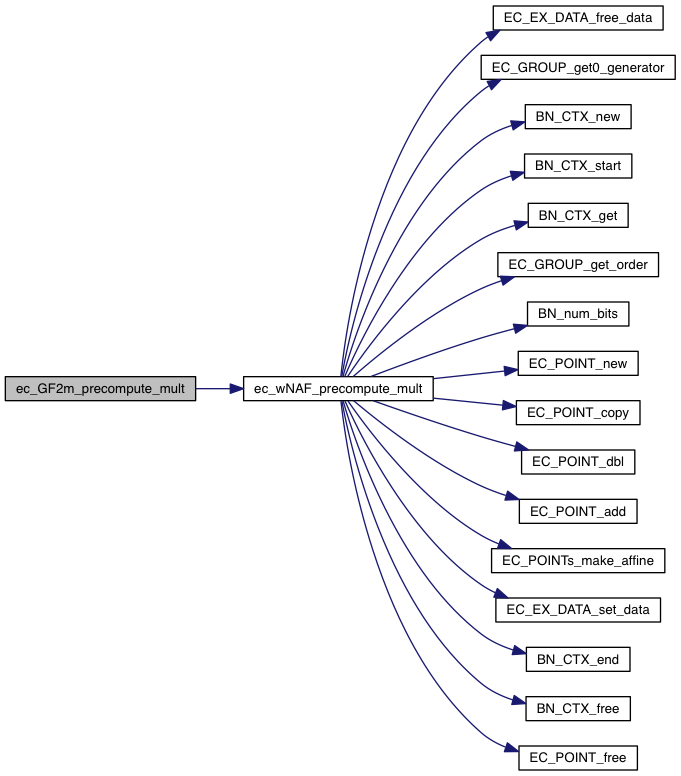 EC_EX_DATA_free_data
EC_GROUP_get0_generator
BN_CTX_new
BN_CTX_start
BN_CTX_get
EC_GROUP_get_order
BN_num_bits
EC_POINT_new
ec_GF2m_precompute_mult
ec_wNAF_precompute_mult
EC_POINT_copy
EC_POINT_dbl
EC_POINT_add
EC_POINTs_make_affine
EC_EX_DATA_set_data
BN_CTX_end
BN_CTX_free
EC_POINT_free